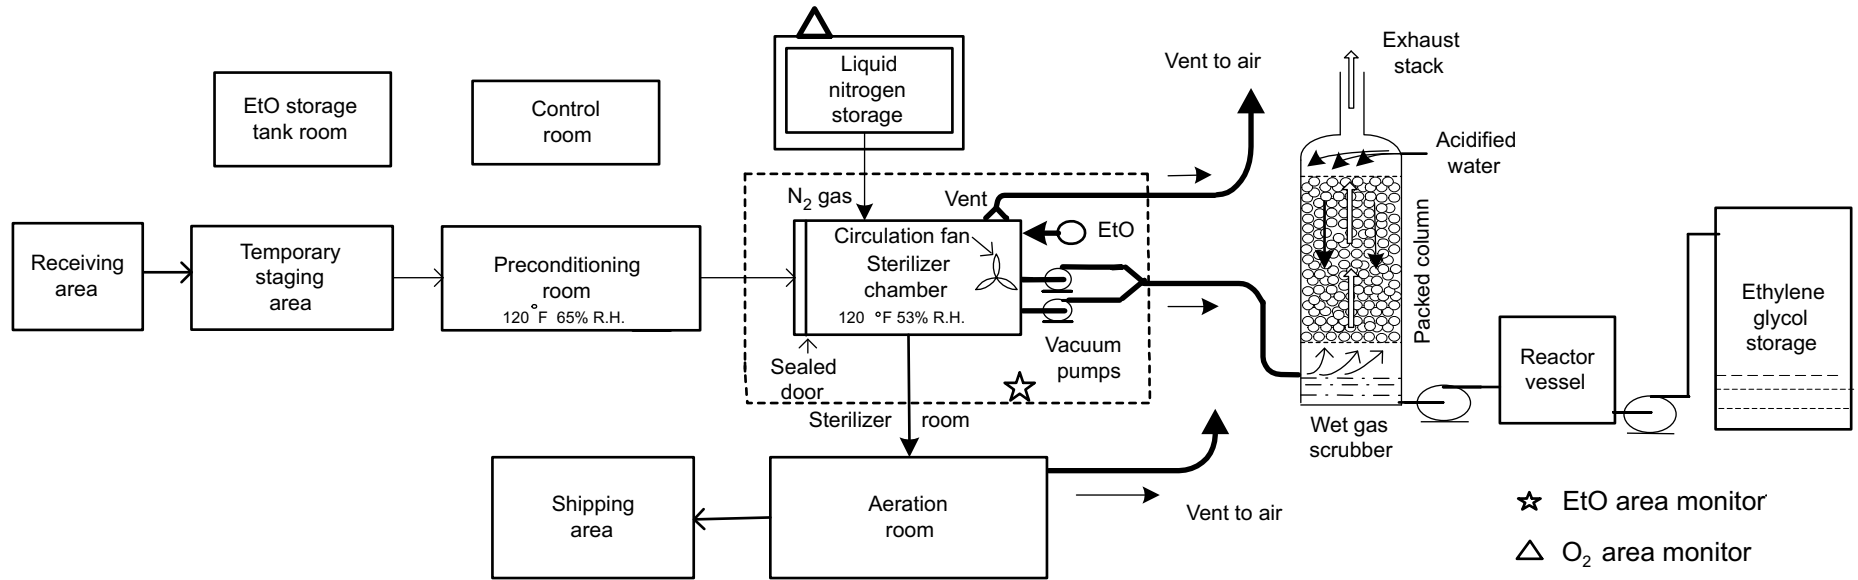 EtO storage
tank room
Control
room
Liquid
nitrogen
storage
Vent to air
Exhaust
stack
Acidified
water
Packed column
N2 gas
Vent
EtO
Receiving
area
Temporary
staging
area
Preconditioning
room
120°F 65% R.H.
Circulation fan
Sterilizer
chamber
120 °F 53% R.H.
Sealed
door
Vacuum
pumps
Sterilizer room
Wet gas
scrubber
Reactor
vessel
Ethylene
glycol
storage
Shipping
area
Aeration
room
Vent to air
EtO area monitor
O2 area monitor